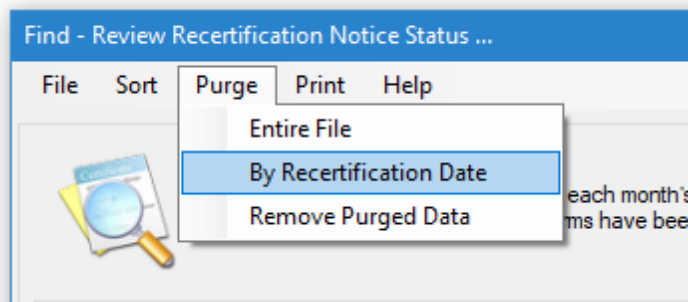 Find - Review Recertification Notice Status ...
File Sort Purge Print Help
Entire File
By Recertification Date
Remove Purged Data
each month's
ms have bee
Certificate